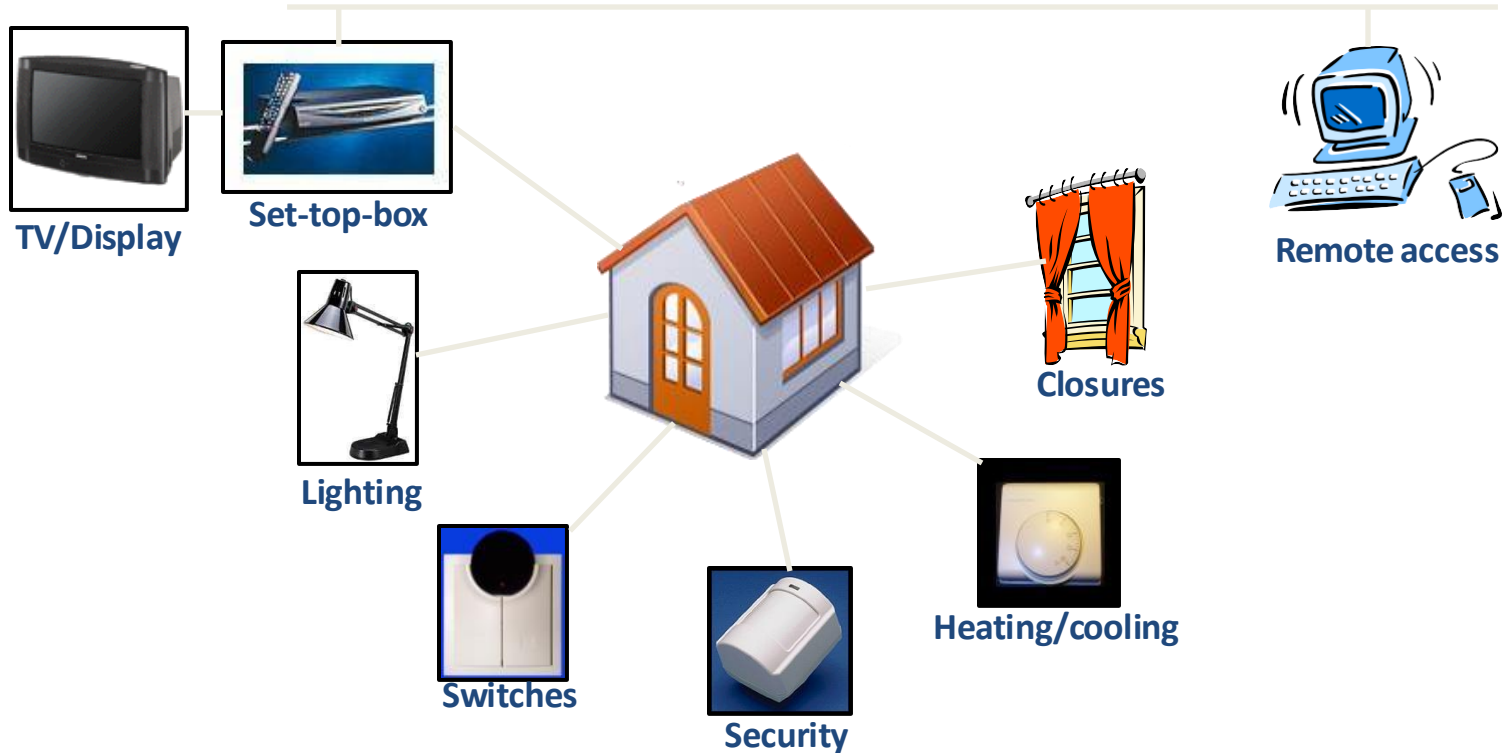 TV/Display
Set-top-box
Remote access
Lighting
Closures
Switches
Security
Heating/cooling